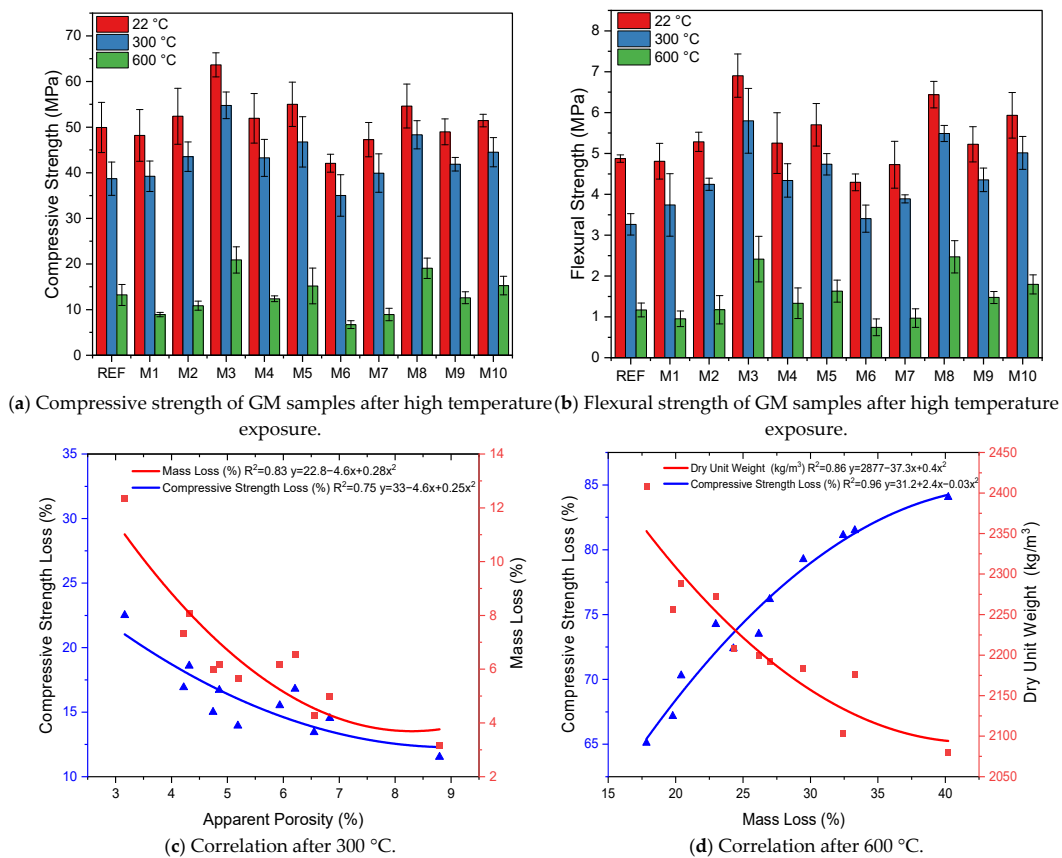 22 °C
300 °C
600 °C
Compressive Strength (MPa)
70
60
50
40
30
20
10
0
REF M1 M2 M3 M4 M5 M6 M7 M8 M9 M10
22 °C
300 °C
600 °C
Flexural Strength (MPa)
8
7
6
5
4
3
2
1
0
REF M1 M2 M3 M4 M5 M6 M7 M8 M9 M10
(a) Compressive strength of GM samples after high temperature exposure.
(b) Flexural strength of GM samples after high temperature exposure.
Mass Loss (%) R²=0.83 y=22.8−4.6x+0.28x²
Compressive Strength Loss (%) R²=0.75 y=33−4.6x+0.25x²
Compressive Strength Loss (%)
35
30
25
20
15
10
Mass Loss (%)
14
12
10
8
6
4
2
3 4 5 6 7 8 9
Apparent Porosity (%)
(c) Correlation after 300 °C.
Dry Unit Weight (kg/m³) R²=0.86 y=2877−37.3x+0.4x²
Compressive Strength Loss (%) R²=0.96 y=31.2+2.4x−0.03x²
Compressive Strength Loss (%)
85
80
75
70
65
Dry Unit Weight (kg/m³)
2450
2400
2350
2300
2250
2200
2150
2100
2050
15 20 25 30 35 40
Mass Loss (%)
(d) Correlation after 600 °C.